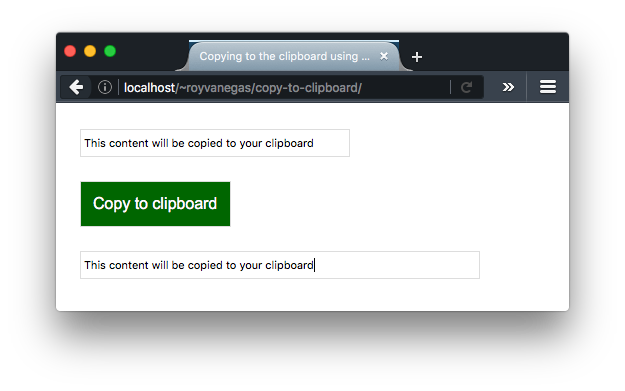 Copying to the clipboard using ...
localhost/~royvanegas/copy-to-clipboard/
This content will be copied to your clipboard
Copy to clipboard
This content will be copied to your clipboard